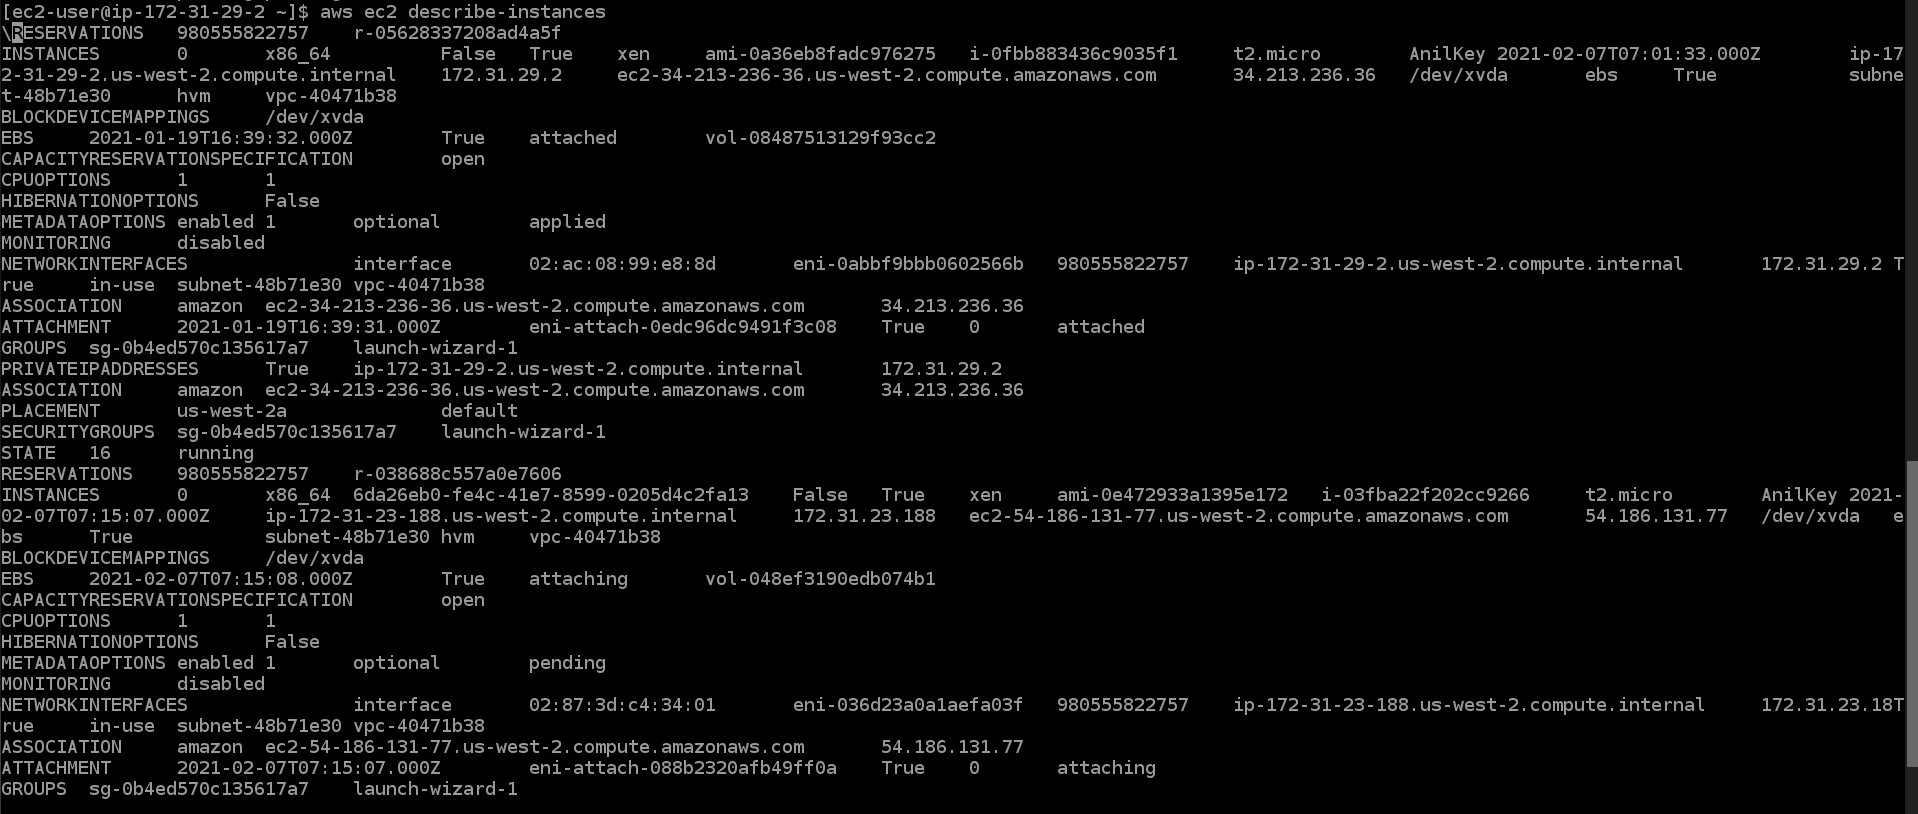 [ec2-user@ip-172-31-29-2 ~]$ aws ec2 describe-instances
\RESERVATIONS   980555822757    r-05628337208ad4a5f
INSTANCES       0       x86_64          False   True    xen     ami-0a36eb8fadc976275   i-0fbb883436c9035f1     t2.micro        AnilKey 2021-02-07T07:01:33.000Z        ip-17
2-31-29-2.us-west-2.compute.internal    172.31.29.2     ec2-34-213-236-36.us-west-2.compute.amazonaws.com       34.213.236.36   /dev/xvda       ebs     True            subne
t-48b71e30      hvm     vpc-40471b38
BLOCKDEVICEMAPPINGS     /dev/xvda
EBS     2021-01-19T16:39:32.000Z        True    attached        vol-08487513129f93cc2
CAPACITYRESERVATIONSPECIFICATION        open
CPUOPTIONS      1       1
HIBERNATIONOPTIONS      False
METADATAOPTIONS enabled 1       optional        applied
MONITORING      disabled
NETWORKINTERFACES               interface       02:ac:08:99:e8:8d       eni-0abbf9bbb0602566b   980555822757    ip-172-31-29-2.us-west-2.compute.internal       172.31.29.2 T
rue     in-use  subnet-48b71e30 vpc-40471b38
ASSOCIATION     amazon  ec2-34-213-236-36.us-west-2.compute.amazonaws.com       34.213.236.36
ATTACHMENT      2021-01-19T16:39:31.000Z        eni-attach-0edc96dc9491f3c08    True    0       attached
GROUPS  sg-0b4ed570c135617a7    launch-wizard-1
PRIVATEIPADDRESSES      True    ip-172-31-29-2.us-west-2.compute.internal       172.31.29.2
ASSOCIATION     amazon  ec2-34-213-236-36.us-west-2.compute.amazonaws.com       34.213.236.36
PLACEMENT       us-west-2a              default
SECURITYGROUPS  sg-0b4ed570c135617a7    launch-wizard-1
STATE   16      running
RESERVATIONS    980555822757    r-038688c557a0e7606
INSTANCES       0       x86_64  6da26eb0-fe4c-41e7-8599-0205d4c2fa13    False   True    xen     ami-0e472933a1395e172   i-03fba22f202cc9266     t2.micro        AnilKey 2021-
02-07T07:15:07.000Z     ip-172-31-23-188.us-west-2.compute.internal     172.31.23.188   ec2-54-186-131-77.us-west-2.compute.amazonaws.com       54.186.131.77   /dev/xvda   e
bs      True            subnet-48b71e30 hvm     vpc-40471b38
BLOCKDEVICEMAPPINGS     /dev/xvda
EBS     2021-02-07T07:15:08.000Z        True    attaching       vol-048ef3190edb074b1
CAPACITYRESERVATIONSPECIFICATION        open
CPUOPTIONS      1       1
HIBERNATIONOPTIONS      False
METADATAOPTIONS enabled 1       optional        pending
MONITORING      disabled
NETWORKINTERFACES               interface       02:87:3d:c4:34:01       eni-036d23a0a1aefa03f   980555822757    ip-172-31-23-188.us-west-2.compute.internal     172.31.23.18T
rue     in-use  subnet-48b71e30 vpc-40471b38
ASSOCIATION     amazon  ec2-54-186-131-77.us-west-2.compute.amazonaws.com       54.186.131.77
ATTACHMENT      2021-02-07T07:15:07.000Z        eni-attach-088b2320afb49ff0a    True    0       attaching
GROUPS  sg-0b4ed570c135617a7    launch-wizard-1